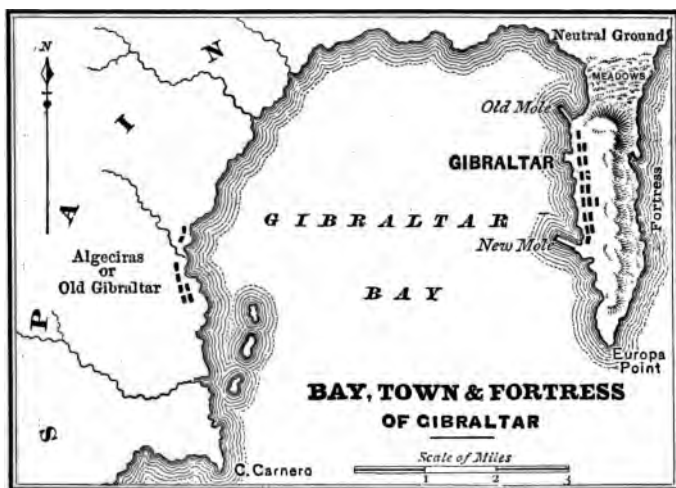 Neutral Ground
N
MEADOWS
Old Mole
GIBRALTAR
Fortress
SPAIN
GIBRALTAR
New Mole
BAY
Algeciras
or
Old Gibraltar
Europa
Point
BAY, TOWN & FORTRESS
OF GIBRALTAR
Scale of Miles
1 2 3
C. Carnero